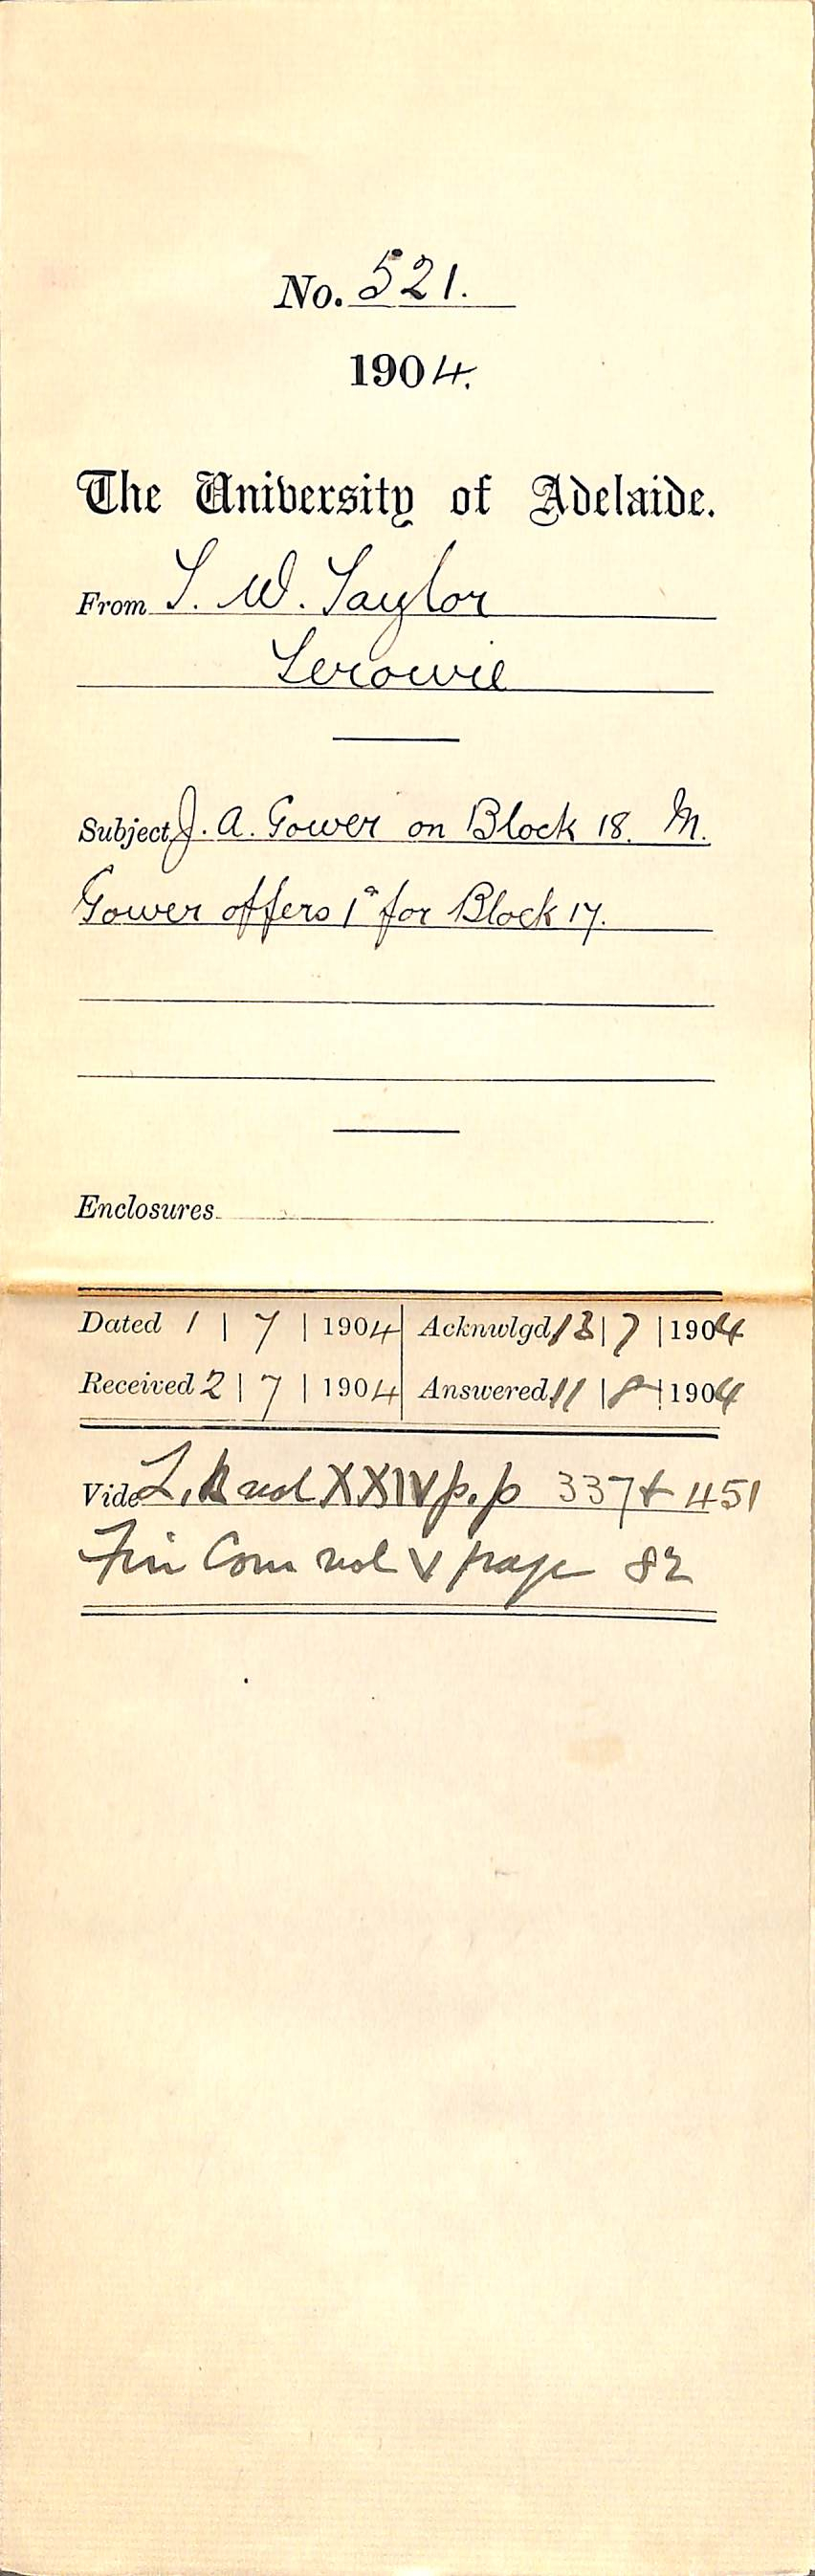 No. 521.
1904.
The University of Adelaide.
From T. W. Taylor
Terowie
Subject J. A. Gower on Block 18. M.
Gower offers 1ᵈ for Block 17.
Enclosures
Dated 1 | 7 | 1904 Acknwlgd 13 | 7 | 1904
Received 2 | 7 | 1904 Answered 11 | 8 | 1904
Vide L.B vol XXIV p.p 337 & 451
Fin Com vol V page 82